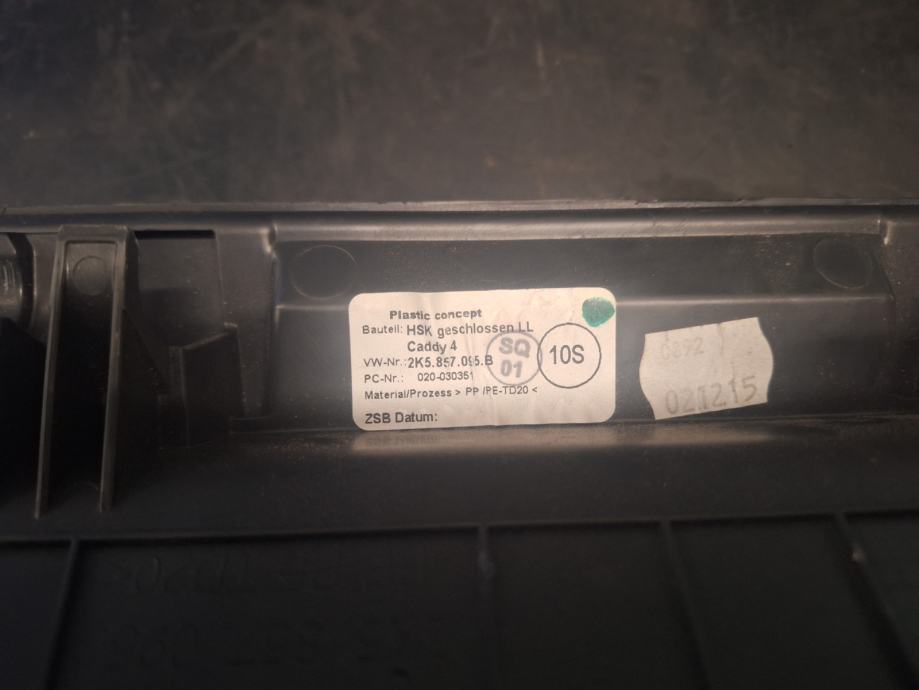 Plastic concept
Bauteil: HSK geschlossen LL
Caddy 4
VW-Nr.: 2K5.857.095.B
PC-Nr.: 020-030351
Material/Prozess > PP /PE-TD20 <
ZSB Datum:
SQ
01
10S
021215